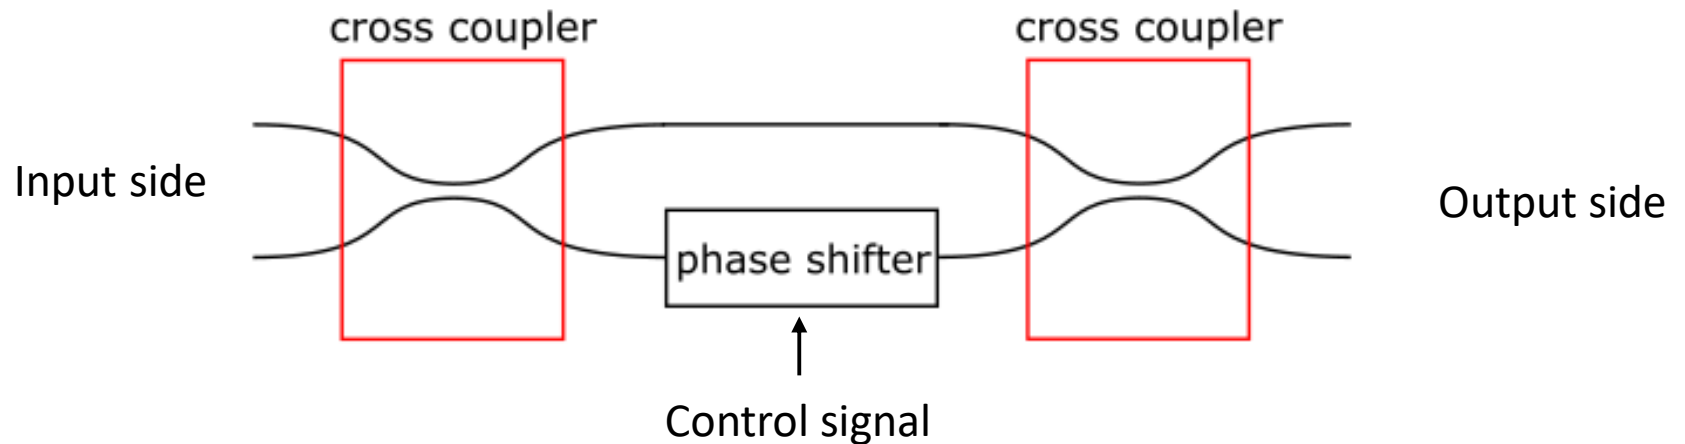 cross coupler
cross coupler
Input side
Output side
phase shifter
Control signal